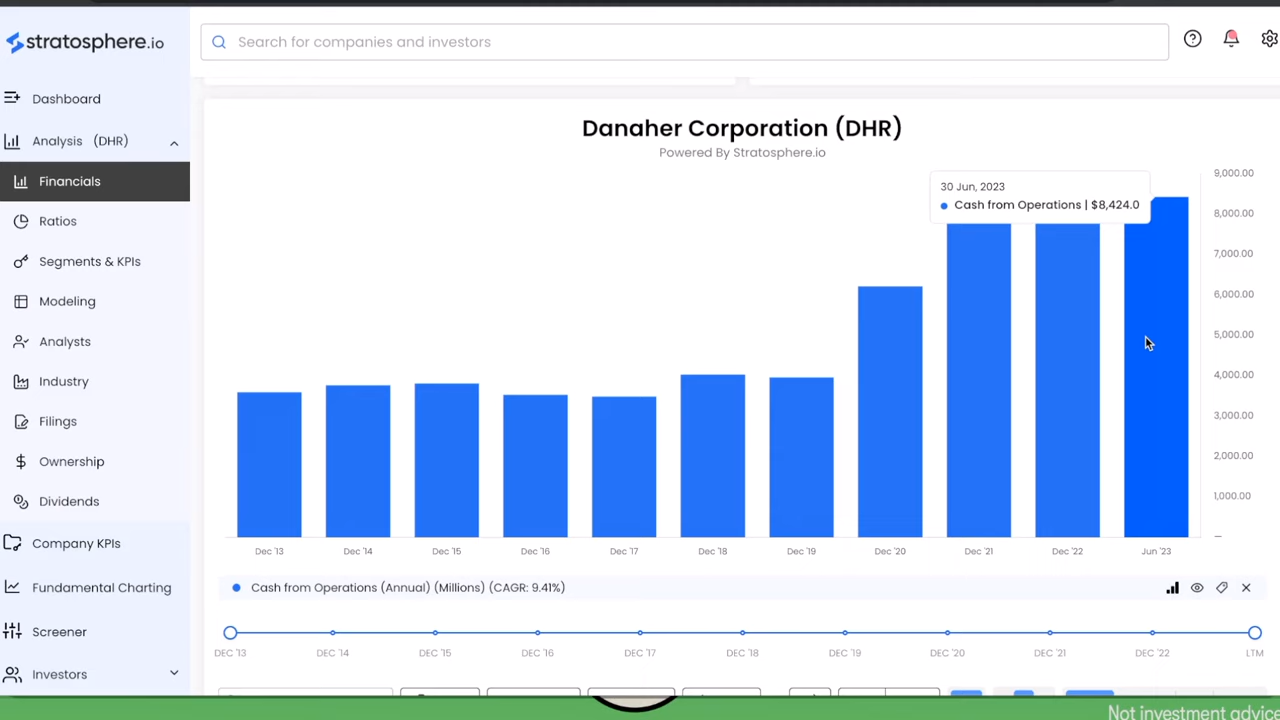 stratosphere.io
Search for companies and investors
Dashboard
Analysis (DHR)
Financials
Ratios
Segments & KPIs
Modeling
Analysts
Industry
Filings
Ownership
Dividends
Company KPIs
Fundamental Charting
Screener
Investors
Danaher Corporation (DHR)
Powered By Stratosphere.io
30 Jun, 2023
Cash from Operations | $8,424.0
9,000.00
8,000.00
7,000.00
6,000.00
5,000.00
4,000.00
3,000.00
2,000.00
1,000.00
—
Dec '13 Dec '14 Dec '15 Dec '16 Dec '17 Dec '18 Dec '19 Dec '20 Dec '21 Dec '22 Jun '23
Cash from Operations (Annual) (Millions) (CAGR: 9.41%)
DEC '13 DEC '14 DEC '15 DEC '16 DEC '17 DEC '18 DEC '19 DEC '20 DEC '21 DEC '22 LTM
Not investment advice